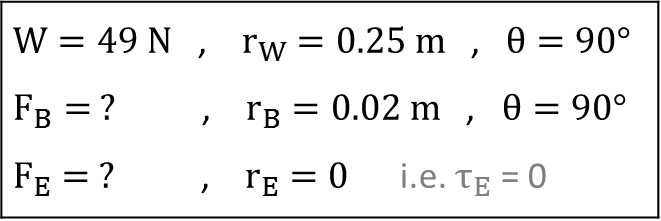 W = 49 N , r_W = 0.25 m , θ = 90°
F_B = ? , r_B = 0.02 m , θ = 90°
F_E = ? , r_E = 0 i.e. τ_E = 0